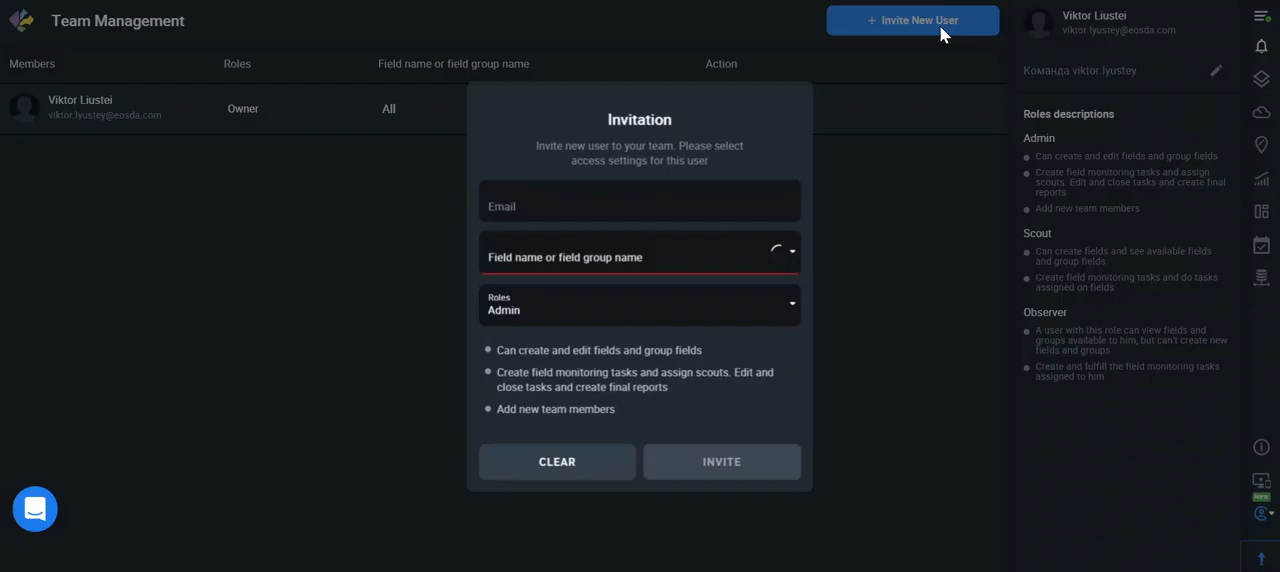 Team Management
+ Invite New User
Viktor Liustei
viktor.lyustey@eosda.com
Команда viktor.lyustey
Members
Roles
Field name or field group name
Action
Viktor Liustei
viktor.lyustey@eosda.com
Owner
All
Invitation
Invite new user to your team. Please select
access settings for this user
Email
Field name or field group name
Roles
Admin
Can create and edit fields and group fields
Create field monitoring tasks and assign scouts. Edit and
close tasks and create final reports
Add new team members
CLEAR
INVITE
Roles descriptions
Admin
Can create and edit fields and group fields
Create field monitoring tasks and assign
scouts. Edit and close tasks and create final
reports
Add new team members
Scout
Can create fields and see available fields
and group fields
Create field monitoring tasks and do tasks
assigned on fields
Observer
A user with this role can view fields and
groups available to him, but can't create new
fields and groups
Create and fulfill the field monitoring tasks
assigned to him
New